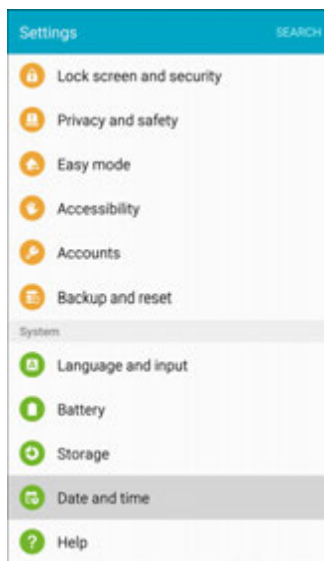 Settings SEARCH
Lock screen and security
Privacy and safety
Easy mode
Accessibility
Accounts
Backup and reset
System
Language and input
Battery
Storage
Date and time
Help